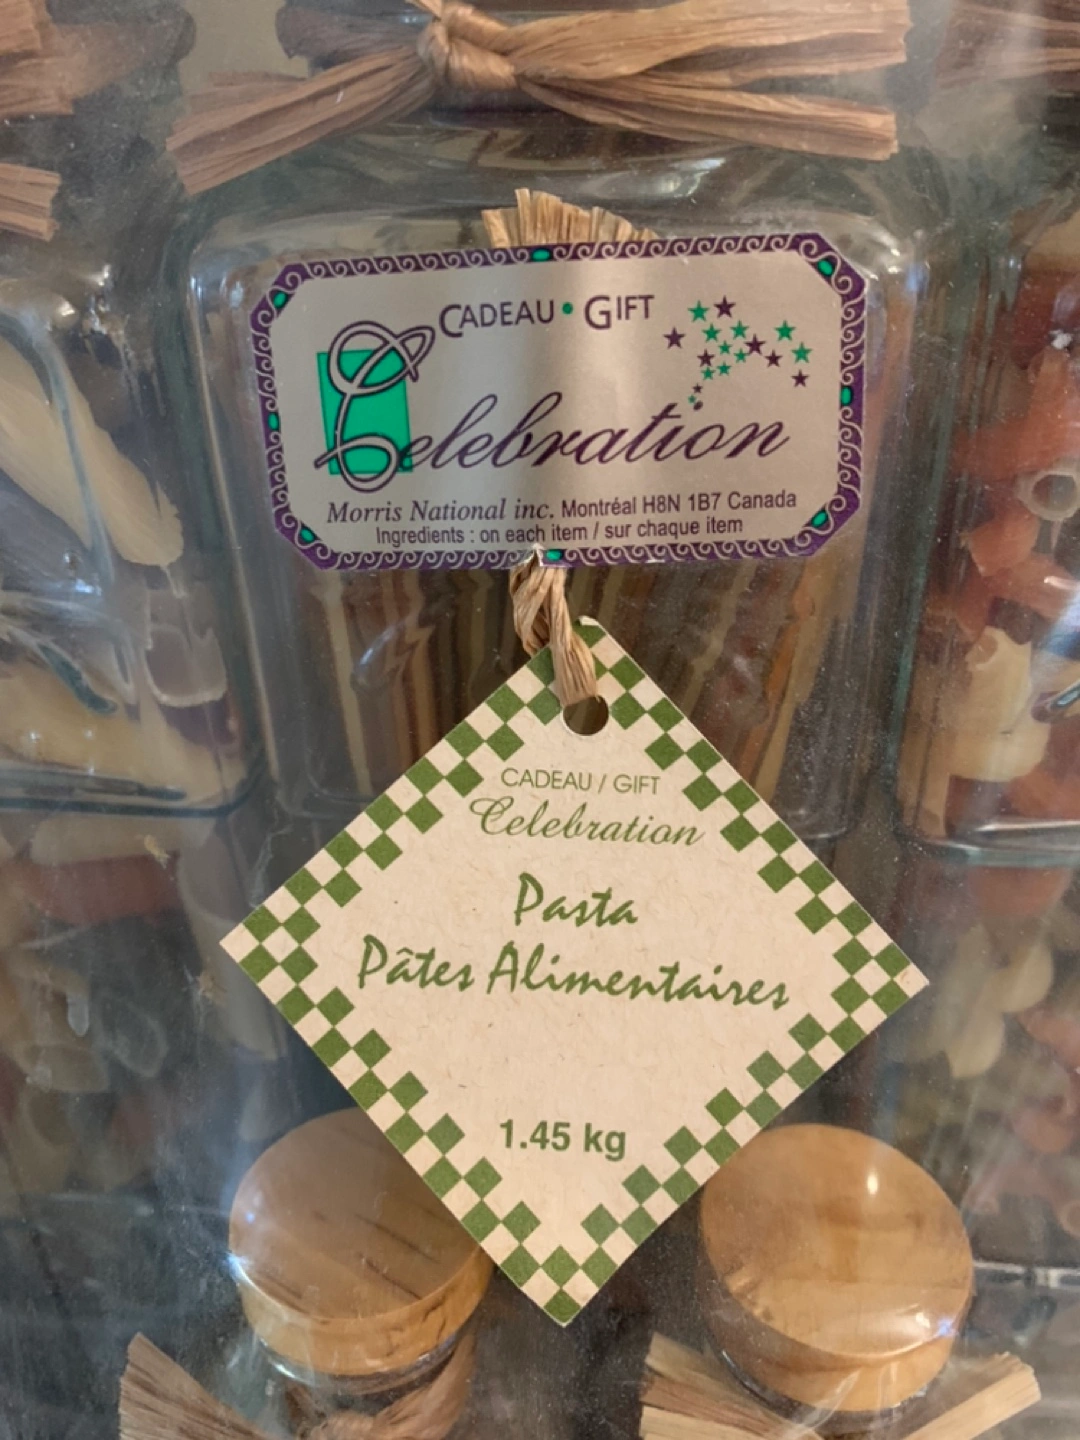 CADEAU • GIFT
Celebration
Morris National inc. Montréal H8N 1B7 Canada
Ingredients : on each item / sur chaque item
CADEAU / GIFT
Celebration
Pasta
Pâtes Alimentaires
1.45 kg